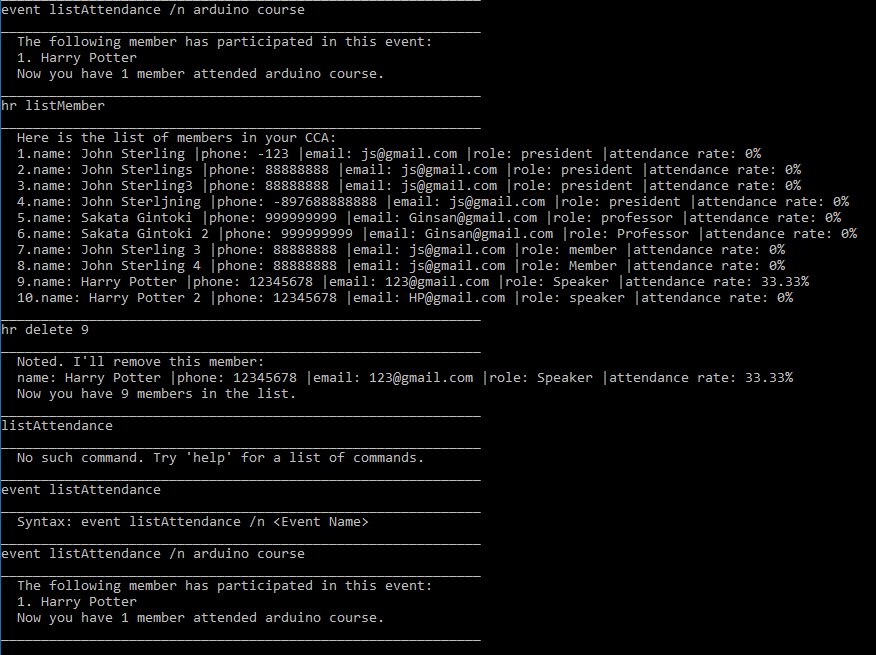 event listAttendance /n arduino course
The following member has participated in this event:
1. Harry Potter
Now you have 1 member attended arduino course.
hr listMember
Here is the list of members in your CCA:
1.name: John Sterling |phone: -123 |email: js@gmail.com |role: president |attendance rate: 0%
2.name: John Sterlings |phone: 88888888 |email: js@gmail.com |role: president |attendance rate: 0%
3.name: John Sterling3 |phone: 88888888 |email: js@gmail.com |role: president |attendance rate: 0%
4.name: John Sterljning |phone: -897688888888 |email: js@gmail.com |role: president |attendance rate: 0%
5.name: Sakata Gintoki |phone: 999999999 |email: Ginsan@gmail.com |role: professor |attendance rate: 0%
6.name: Sakata Gintoki 2 |phone: 999999999 |email: Ginsan@gmail.com |role: Professor |attendance rate: 0%
7.name: John Sterling 3 |phone: 88888888 |email: js@gmail.com |role: member |attendance rate: 0%
8.name: John Sterling 4 |phone: 88888888 |email: js@gmail.com |role: Member |attendance rate: 0%
9.name: Harry Potter |phone: 12345678 |email: 123@gmail.com |role: Speaker |attendance rate: 33.33%
10.name: Harry Potter 2 |phone: 12345678 |email: HP@gmail.com |role: speaker |attendance rate: 0%
hr delete 9
Noted. I'll remove this member:
name: Harry Potter |phone: 12345678 |email: 123@gmail.com |role: Speaker |attendance rate: 33.33%
Now you have 9 members in the list.
listAttendance
No such command. Try 'help' for a list of commands.
event listAttendance
Syntax: event listAttendance /n <Event Name>
event listAttendance /n arduino course
The following member has participated in this event:
1. Harry Potter
Now you have 1 member attended arduino course.